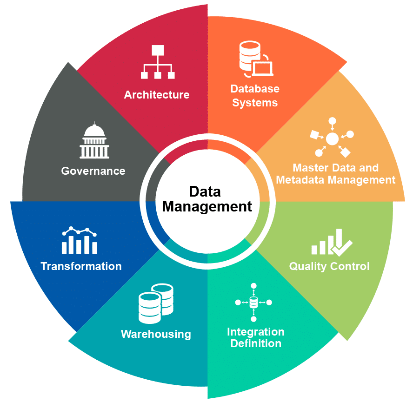 Architecture
Database
Systems
Governance
Master Data and
Metadata Management
Data
Management
Transformation
Quality Control
Warehousing
Integration
Definition